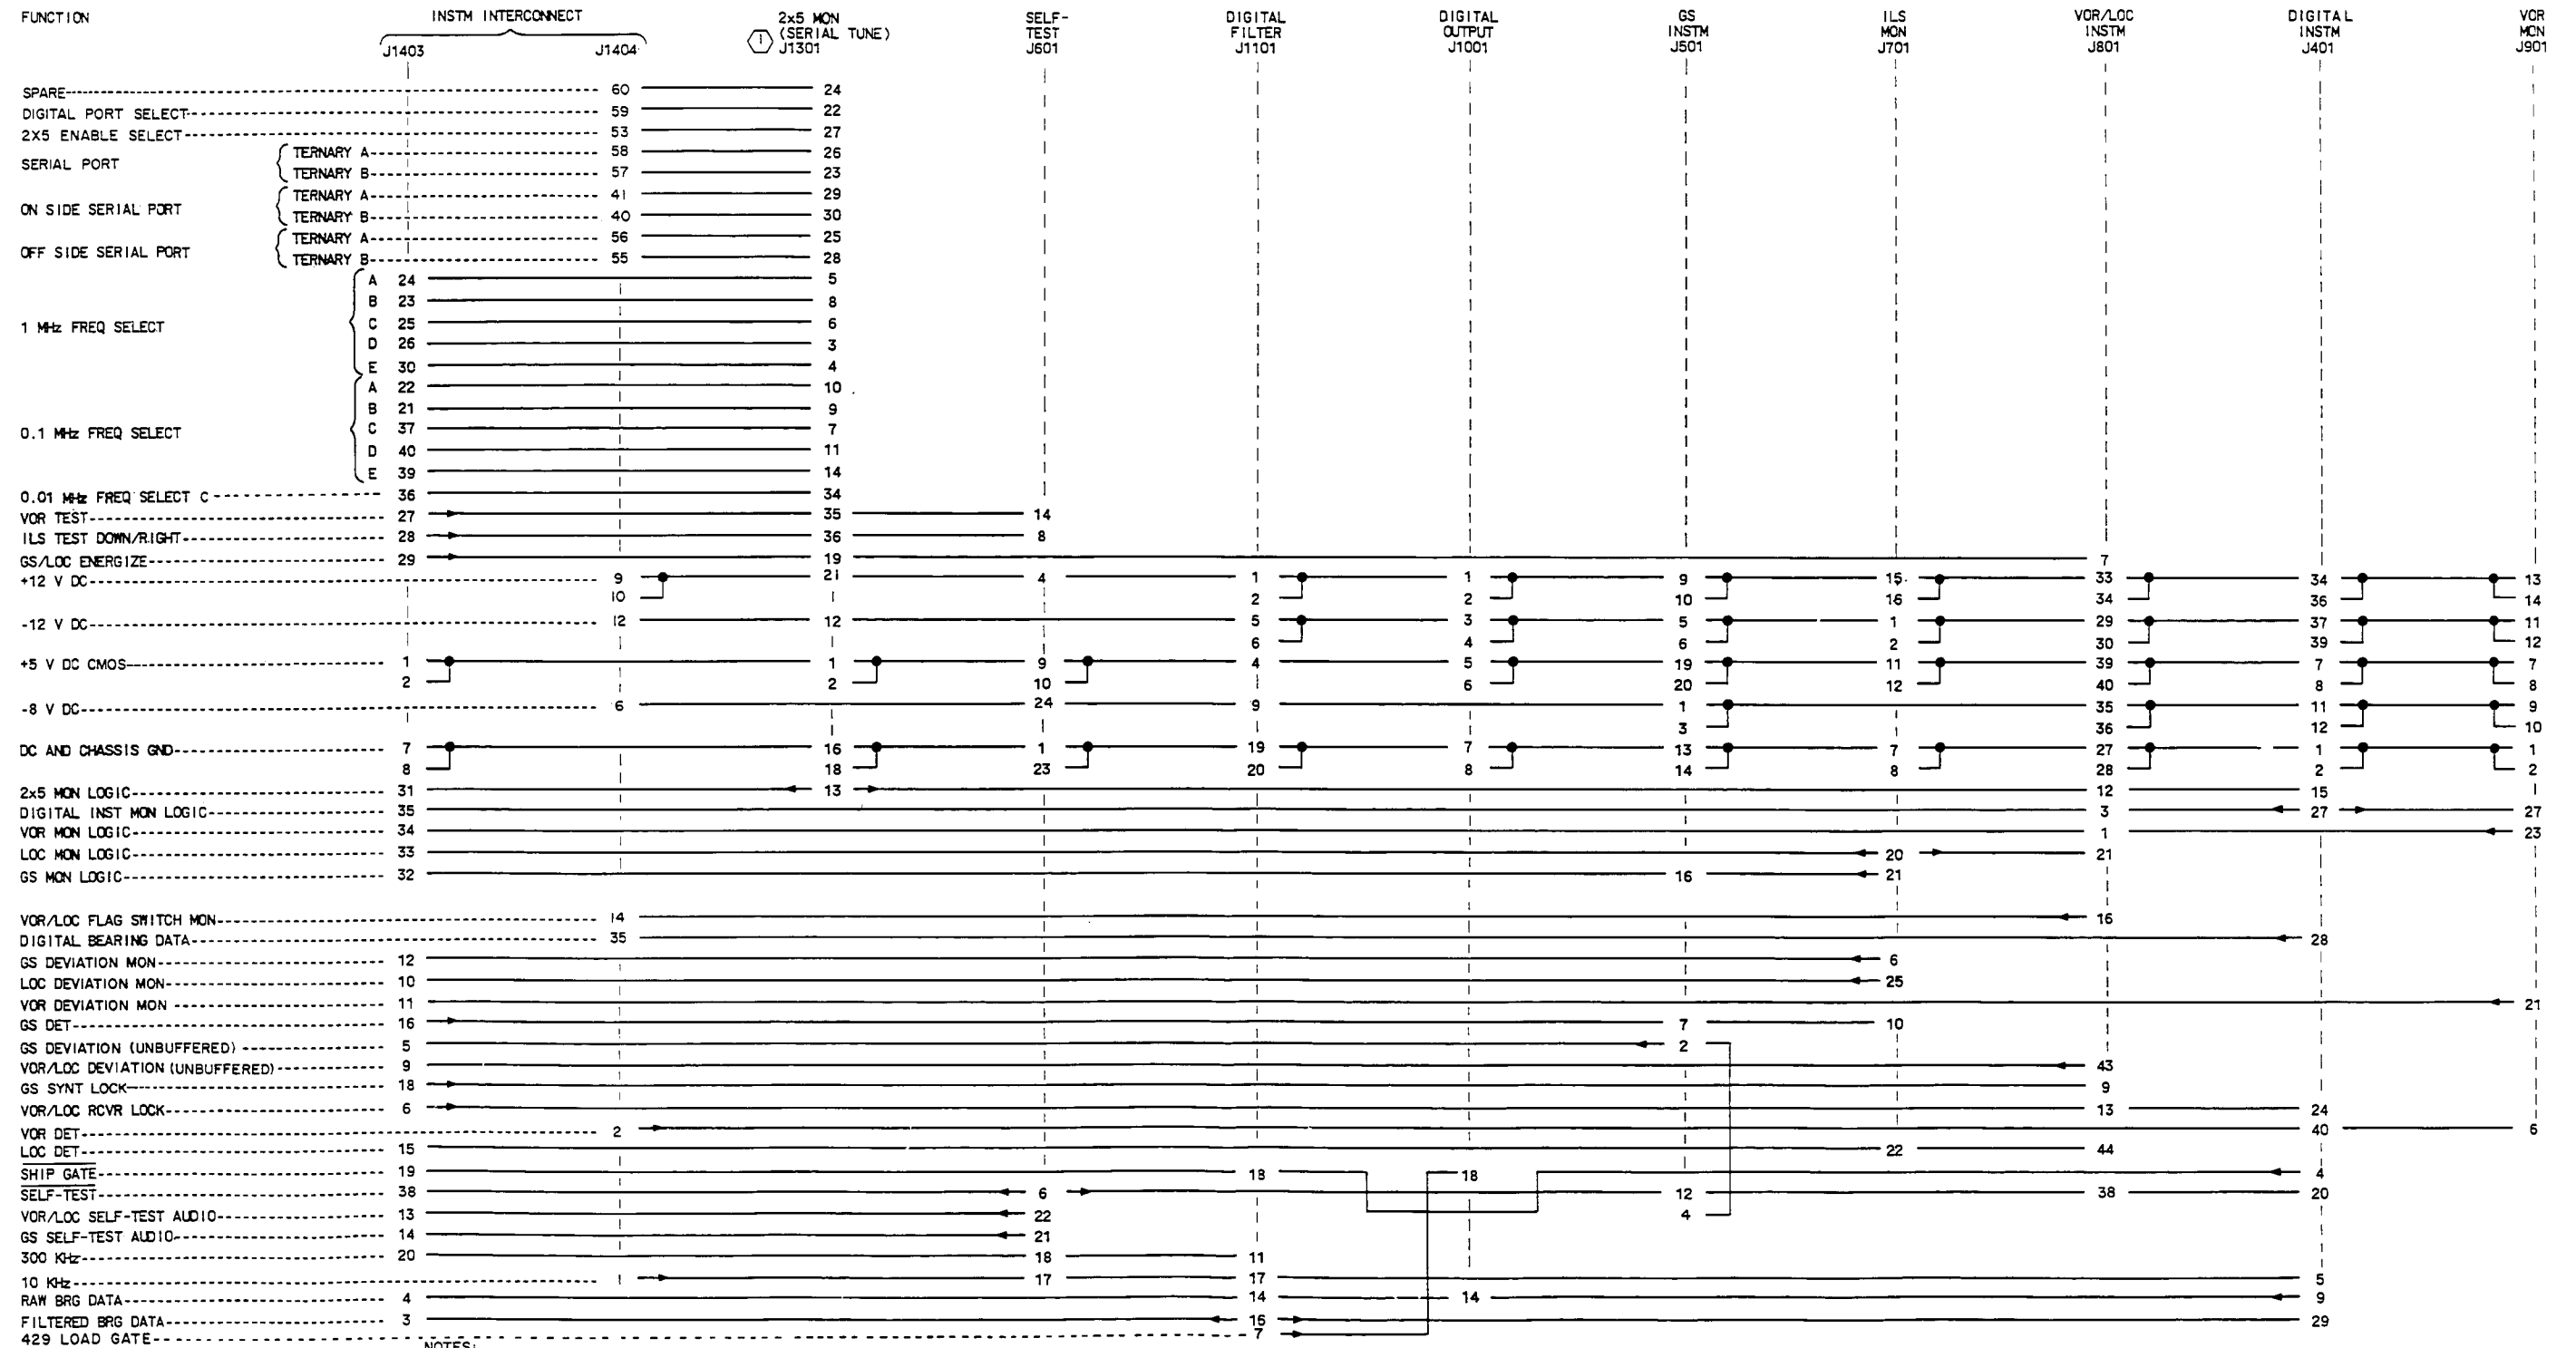 FUNCTION
INSTM INTERCONNECT
J1403 J1404
1 2x5 MON
(SERIAL TUNE)
J1301
SELF-
TEST
J601
DIGITAL
FILTER
J1101
DIGITAL
OUTPUT
J1001
GS
INSTM
J501
ILS
MON
J701
VOR/LOC
INSTM
J801
DIGITAL
INSTM
J401
VOR
MON
J901
SPARE 60 24
DIGITAL PORT SELECT 59 22
2X5 ENABLE SELECT 53 27
SERIAL PORT
TERNARY A 58 26
TERNARY B 57 23
ON SIDE SERIAL PORT
TERNARY A 41 29
TERNARY B 40 30
OFF SIDE SERIAL PORT
TERNARY A 56 25
TERNARY B 55 28
1 MHz FREQ SELECT
A 24 5
B 23 8
C 25 6
D 26 3
E 30 4
0.1 MHz FREQ SELECT
A 22 10
B 21 9
C 37 7
D 40 11
E 39 14
0.01 MHz FREQ SELECT C 36 34
VOR TEST 27 35 14
ILS TEST DOWN/RIGHT 28 36 8
GS/LOC ENERGIZE 29 19 7
+12 V DC 9 21 4 1 1 9 15 33 34 13
10 2 2 10 16 34 36 14
-12 V DC 12 12 5 3 5 1 29 37 11
6 4 6 2 30 39 12
+5 V DC CMOS 1 1 9 4 5 19 11 39 7 7
2 2 10 6 20 12 40 8 8
-8 V DC 6 24 9 1 35 11 9
3 36 12 10
DC AND CHASSIS GND 7 16 1 19 7 13 7 27 1 1
8 18 23 20 8 14 8 28 2 2
2x5 MON LOGIC 31 13 12 15
DIGITAL INST MON LOGIC 35 3 27 27
VOR MON LOGIC 34 1 23
LOC MON LOGIC 33 20 21
GS MON LOGIC 32 16 21
VOR/LOC FLAG SWITCH MON 14 16
DIGITAL BEARING DATA 35 28
GS DEVIATION MON 12 6
LOC DEVIATION MON 10 25
VOR DEVIATION MON 11 21
GS DET 16 7 10
GS DEVIATION (UNBUFFERED) 5 2
VOR/LOC DEVIATION (UNBUFFERED) 9 43
GS SYNT LOCK 18 9
VOR/LOC RCVR LOCK 6 13 24
VOR DET 2 40 6
LOC DET 15 22 44
SHIP GATE 19 18 18 4
SELF-TEST 38 6 12 38 20
VOR/LOC SELF-TEST AUDIO 13 22 4
GS SELF-TEST AUDIO 14 21
300 KHz 20 18 11
10 KHz 1 17 17 5
RAW BRG DATA 4 14 14 9
FILTERED BRG DATA 3 16 29
429 LOAD GATE 7
NOTES: